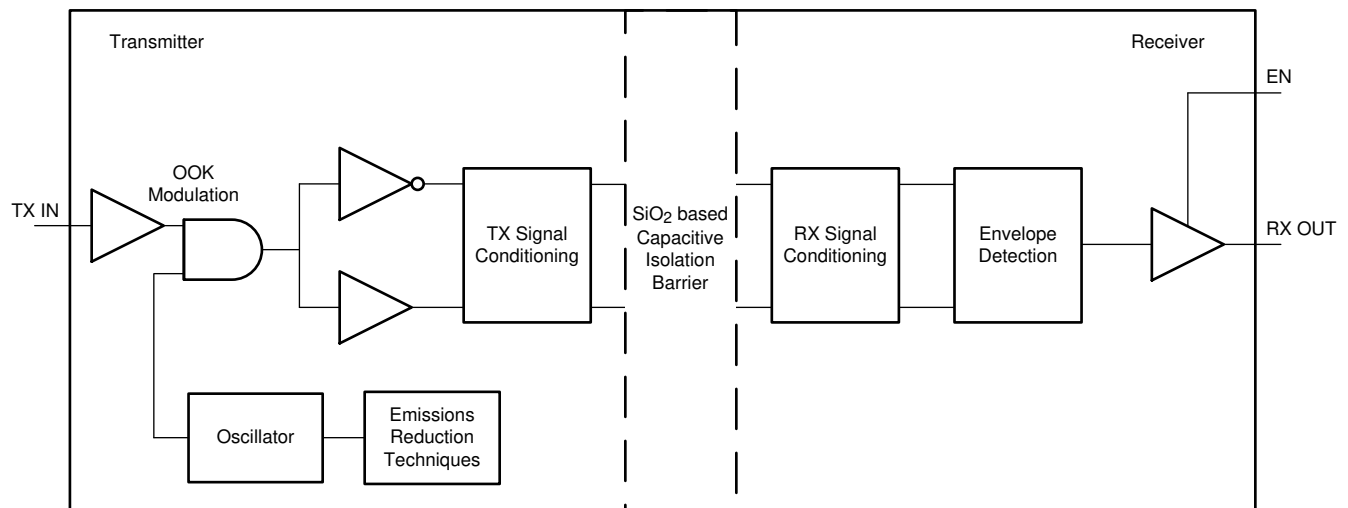 Transmitter
Receiver
EN
OOK
Modulation
TX IN
TX Signal
Conditioning
SiO2 based
Capacitive
Isolation
Barrier
RX Signal
Conditioning
Envelope
Detection
RX OUT
Oscillator
Emissions
Reduction
Techniques